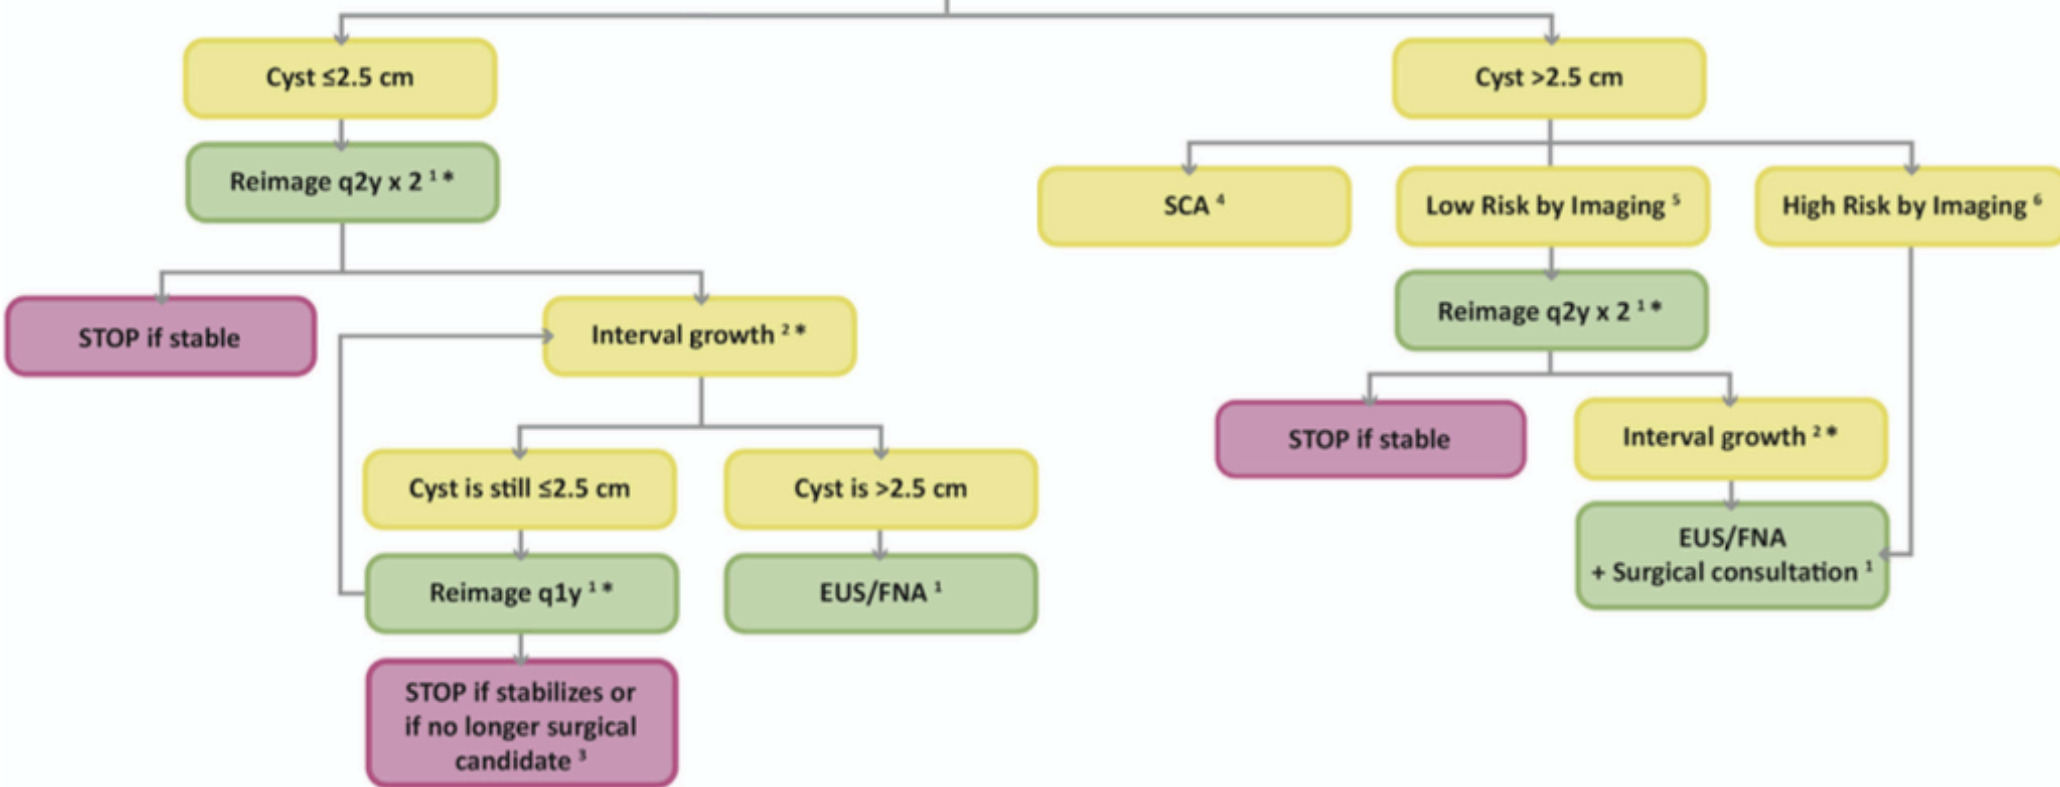 Cyst ≤2.5 cm
Cyst >2.5 cm
Reimage q2y x 2 ¹ *
SCA ⁴
Low Risk by Imaging ⁵
High Risk by Imaging ⁶
STOP if stable
Interval growth ² *
Reimage q2y x 2 ¹ *
STOP if stable
Interval growth ² *
Cyst is still ≤2.5 cm
Cyst is >2.5 cm
Reimage q1y ¹ *
EUS/FNA ¹
EUS/FNA
+ Surgical consultation ¹
STOP if stabilizes or
if no longer surgical
candidate ³